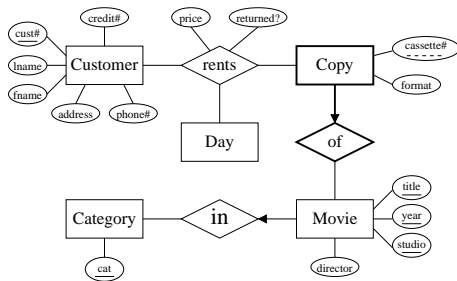 credit#
price
returned?
cust#
cassette#
lname
Customer
rents
Copy
fname
format
address
phone#
Day
of
title
Category
in
Movie
year
studio
cat
director